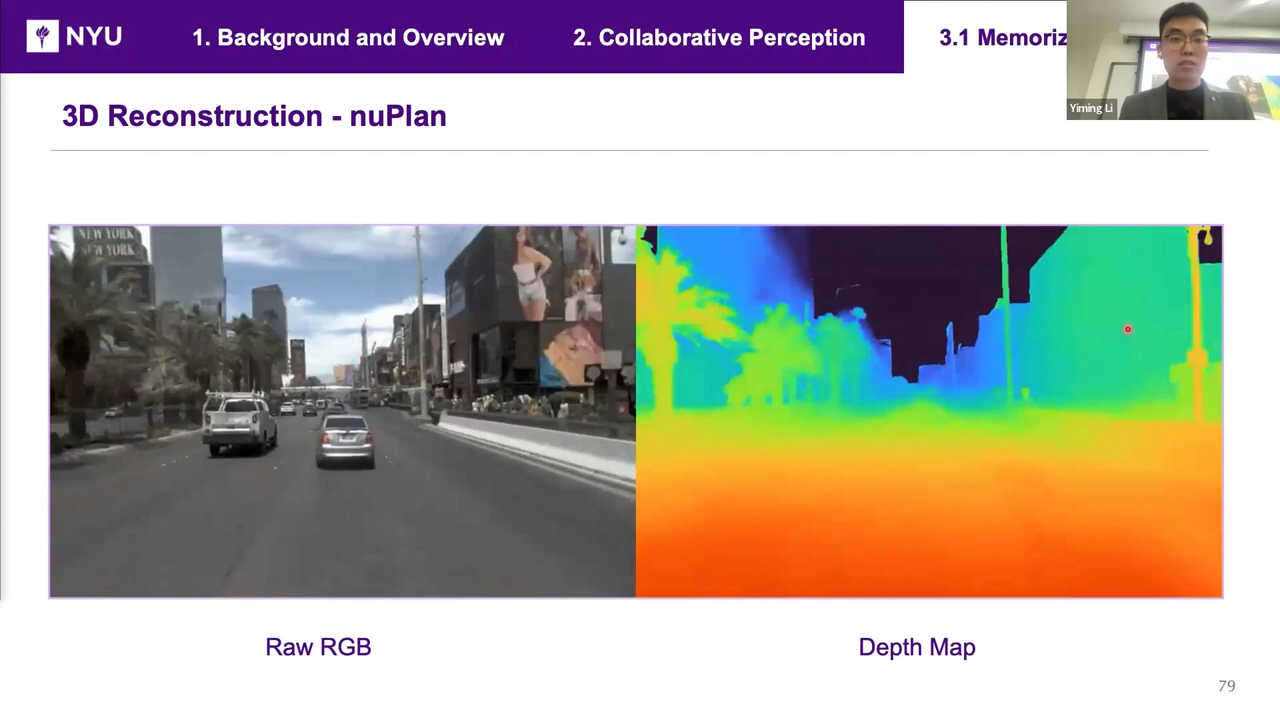 NYU
1. Background and Overview
2. Collaborative Perception
3.1 Memoriz
Yiming Li
3D Reconstruction - nuPlan
NEW YORK
NEW YORK
Raw RGB
Depth Map
79